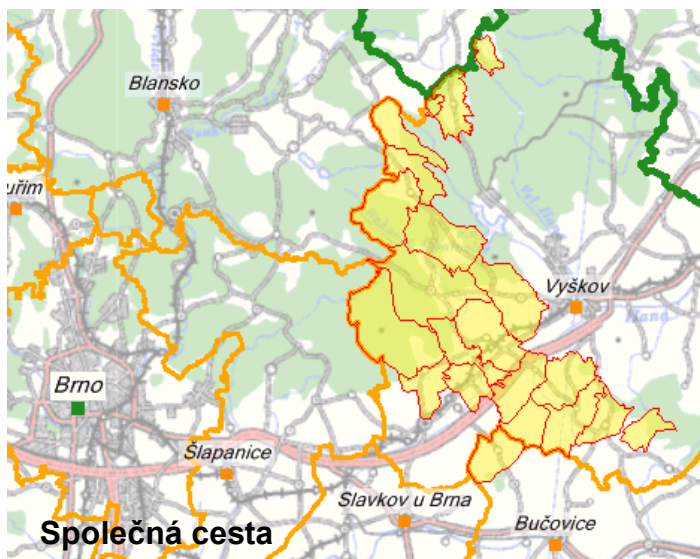 Blansko
uřim
Vyškov
Brno
Šlapanice
Slavkov u Brna
Bučovice
Společná cesta